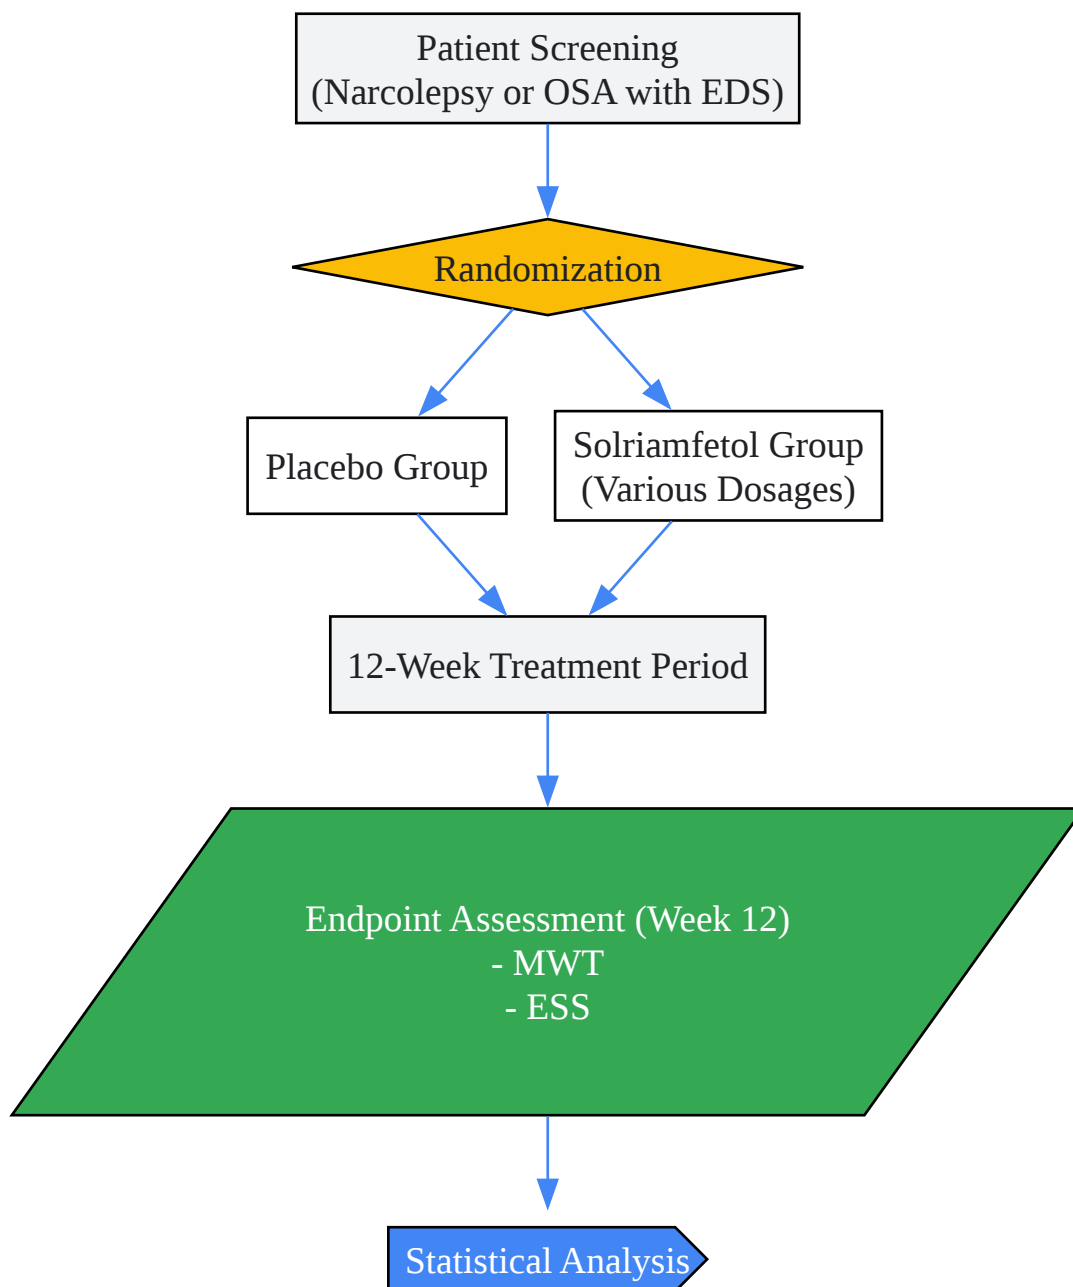 Patient Screening
(Narcolepsy or OSA with EDS)
Randomization
Placebo Group
Solriamfetol Group
(Various Dosages)
12-Week Treatment Period
Endpoint Assessment (Week 12)
- MWT
- ESS
Statistical Analysis